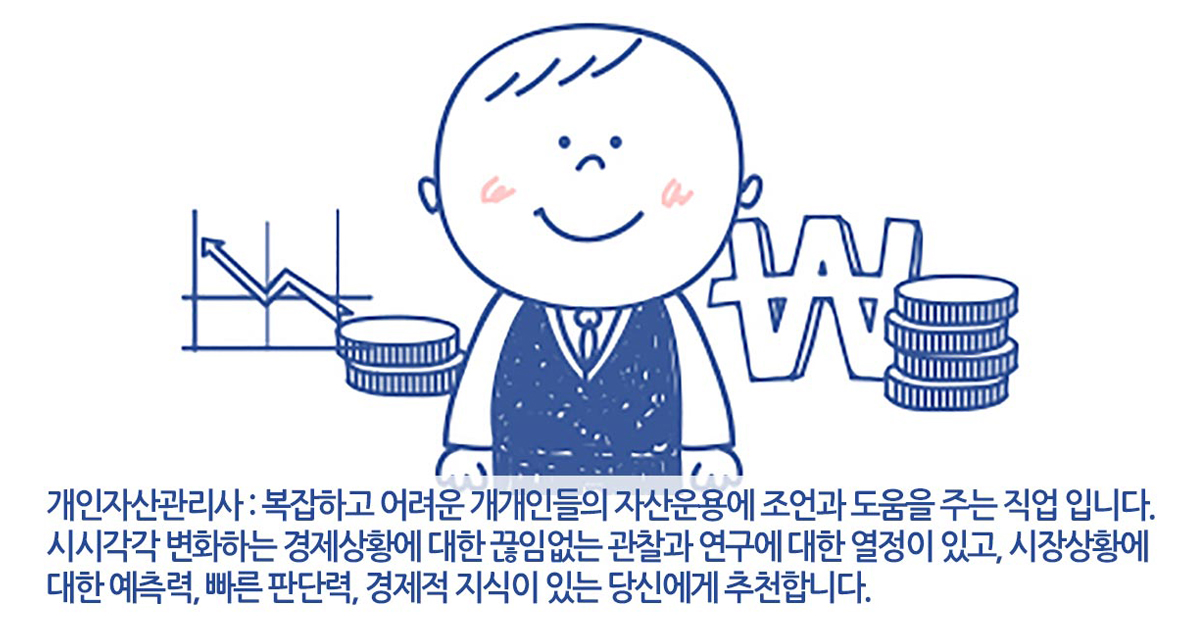 개인자산관리사 : 복잡하고 어려운 개개인들의 자산운용에 조언과 도움을 주는 직업 입니다.
시시각각 변화하는 경제상황에 대한 끊임없는 관찰과 연구에 대한 열정이 있고, 시장상황에
대한 예측력, 빠른 판단력, 경제적 지식이 있는 당신에게 추천합니다.